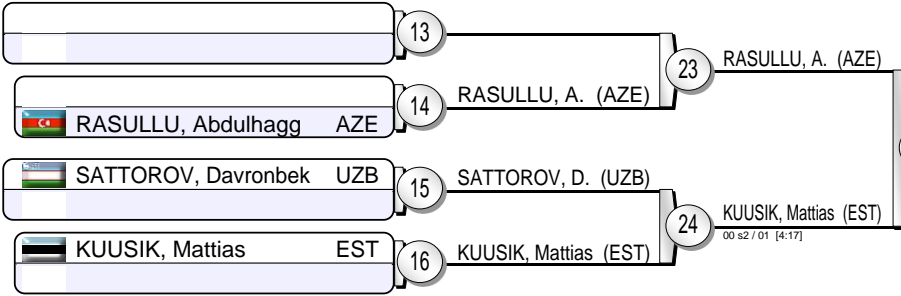 13
14
RASULLU, Abdulhagg AZE
RASULLU, A. (AZE)
23
RASULLU, A. (AZE)
SATTOROV, Davronbek UZB
15
SATTOROV, D. (UZB)
24
KUUSIK, Mattias (EST)
00 s2 / 01 [4:17]
KUUSIK, Mattias EST
16
KUUSIK, Mattias (EST)